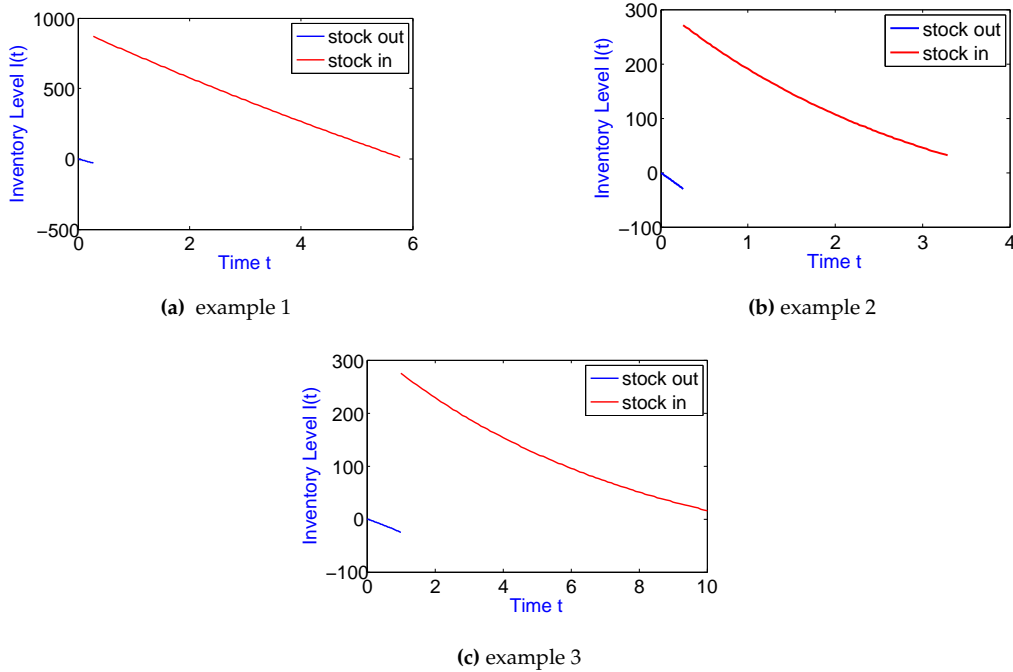 1000
500
0
−500
0
2
4
6
Inventory Level I(t)
Time t
stock out
stock in
(a) example 1
300
200
100
0
−100
0
1
2
3
4
Inventory Level I(t)
Time t
stock out
stock in
(b) example 2
300
200
100
0
−100
0
2
4
6
8
10
Inventory Level I(t)
Time t
stock out
stock in
(c) example 3